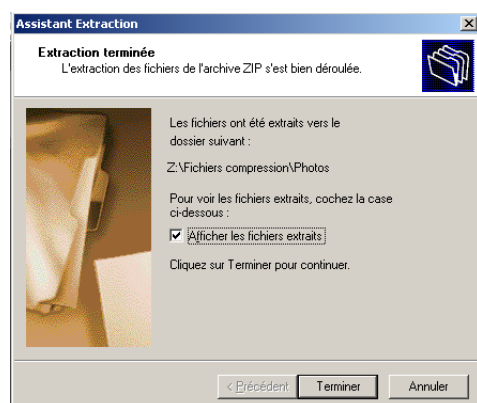 Assistant Extraction
Extraction terminée
L'extraction des fichiers de l'archive ZIP s'est bien déroulée.
Les fichiers ont été extraits vers le
dossier suivant :
Z:\Fichiers compression\Photos
Pour voir les fichiers extraits, cochez la case
ci-dessous :
Afficher les fichiers extraits
Cliquez sur Terminer pour continuer.
< Précédent Terminer Annuler